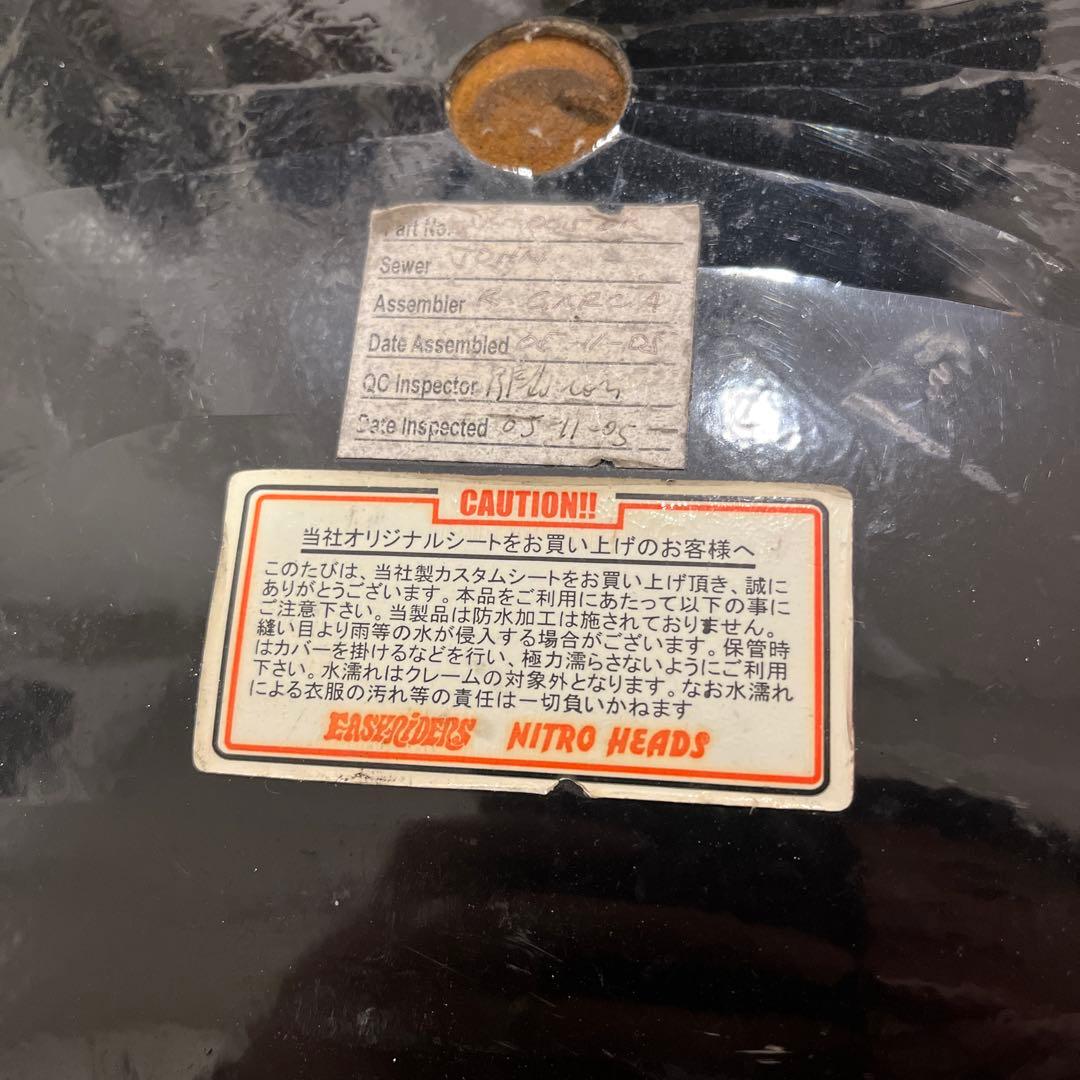 Part No.
Sewer JOHN
Assembler R GARCIA
Date Assembled
QC Inspector
Date Inspected 05-11-05
CAUTION!!
当社オリジナルシートをお買い上げのお客様へ
このたびは、当社製カスタムシートをお買い上げ頂き、誠に
ありがとうございます。本品をご利用にあたって以下の事に
ご注意下さい。当製品は防水加工は施されておりません。
縫い目より雨等の水が侵入する場合がございます。保管時
はカバーを掛けるなどを行い、極力濡らさないようにご利用
下さい。水濡れはクレームの対象外となります。なお水濡れ
による衣服の汚れ等の責任は一切負いかねます
EASYRIDERS NITRO HEADS